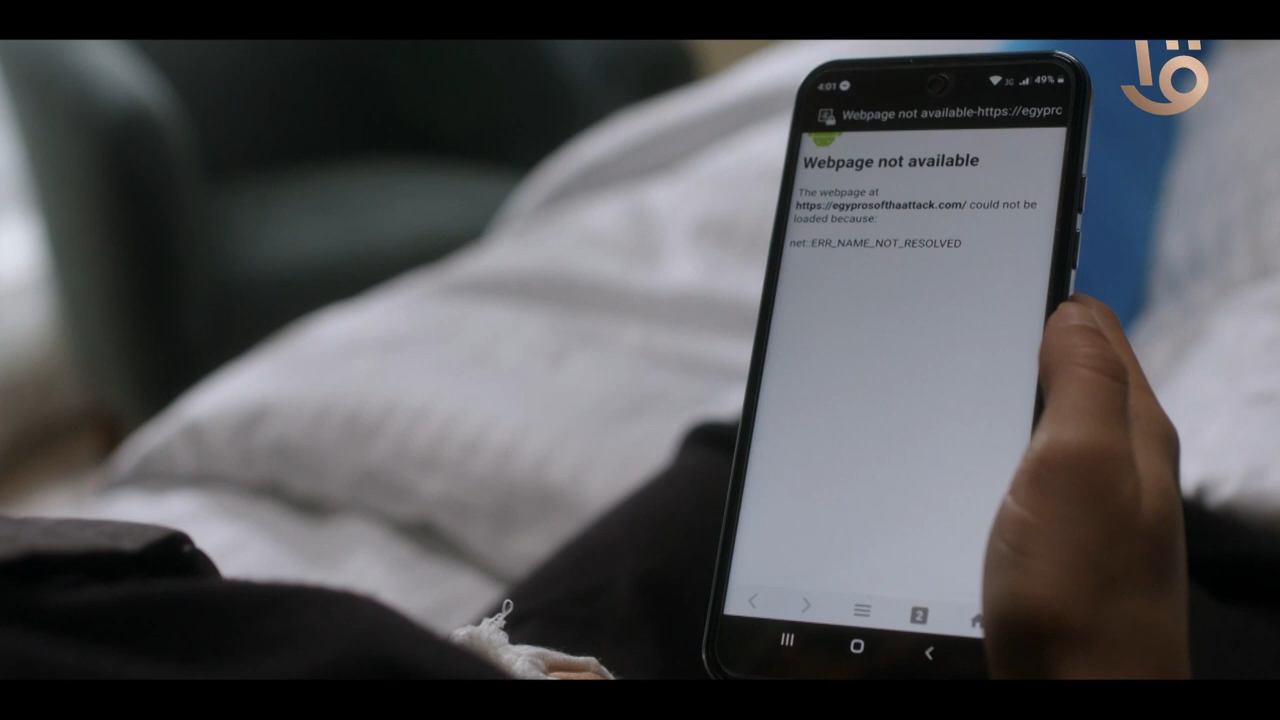 4:01
3G
49%
Webpage not available-https://egypro
Webpage not available
The webpage at
https://egyprosofthaattack.com/ could not be
loaded because:
net::ERR_NAME_NOT_RESOLVED
2